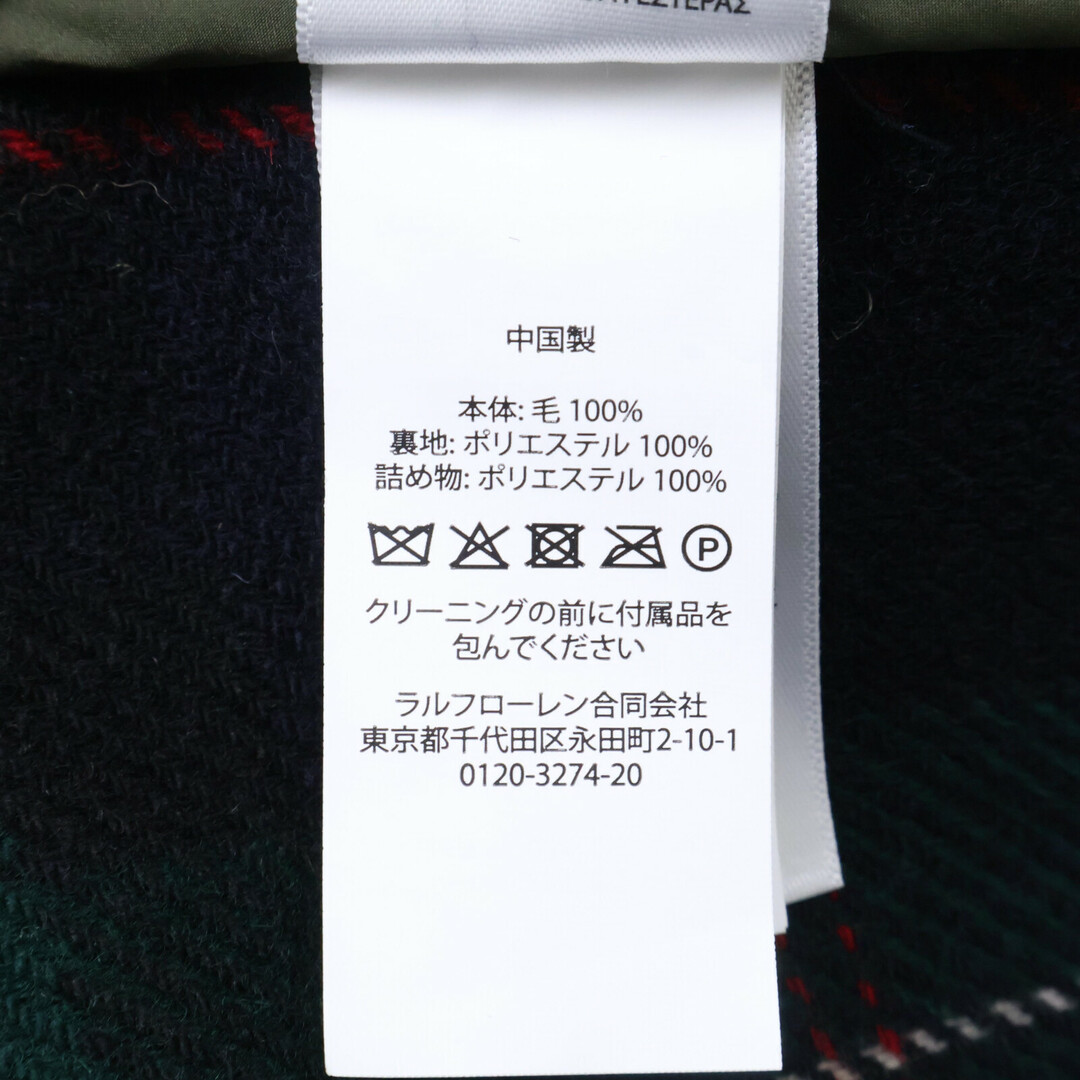 中国製
本体: 毛 100%
裏地: ポリエステル 100%
詰め物: ポリエステル 100%
P
クリーニングの前に付属品を
包んでください
ラルフローレン合同会社
東京都千代田区永田町2-10-1
0120-3274-20